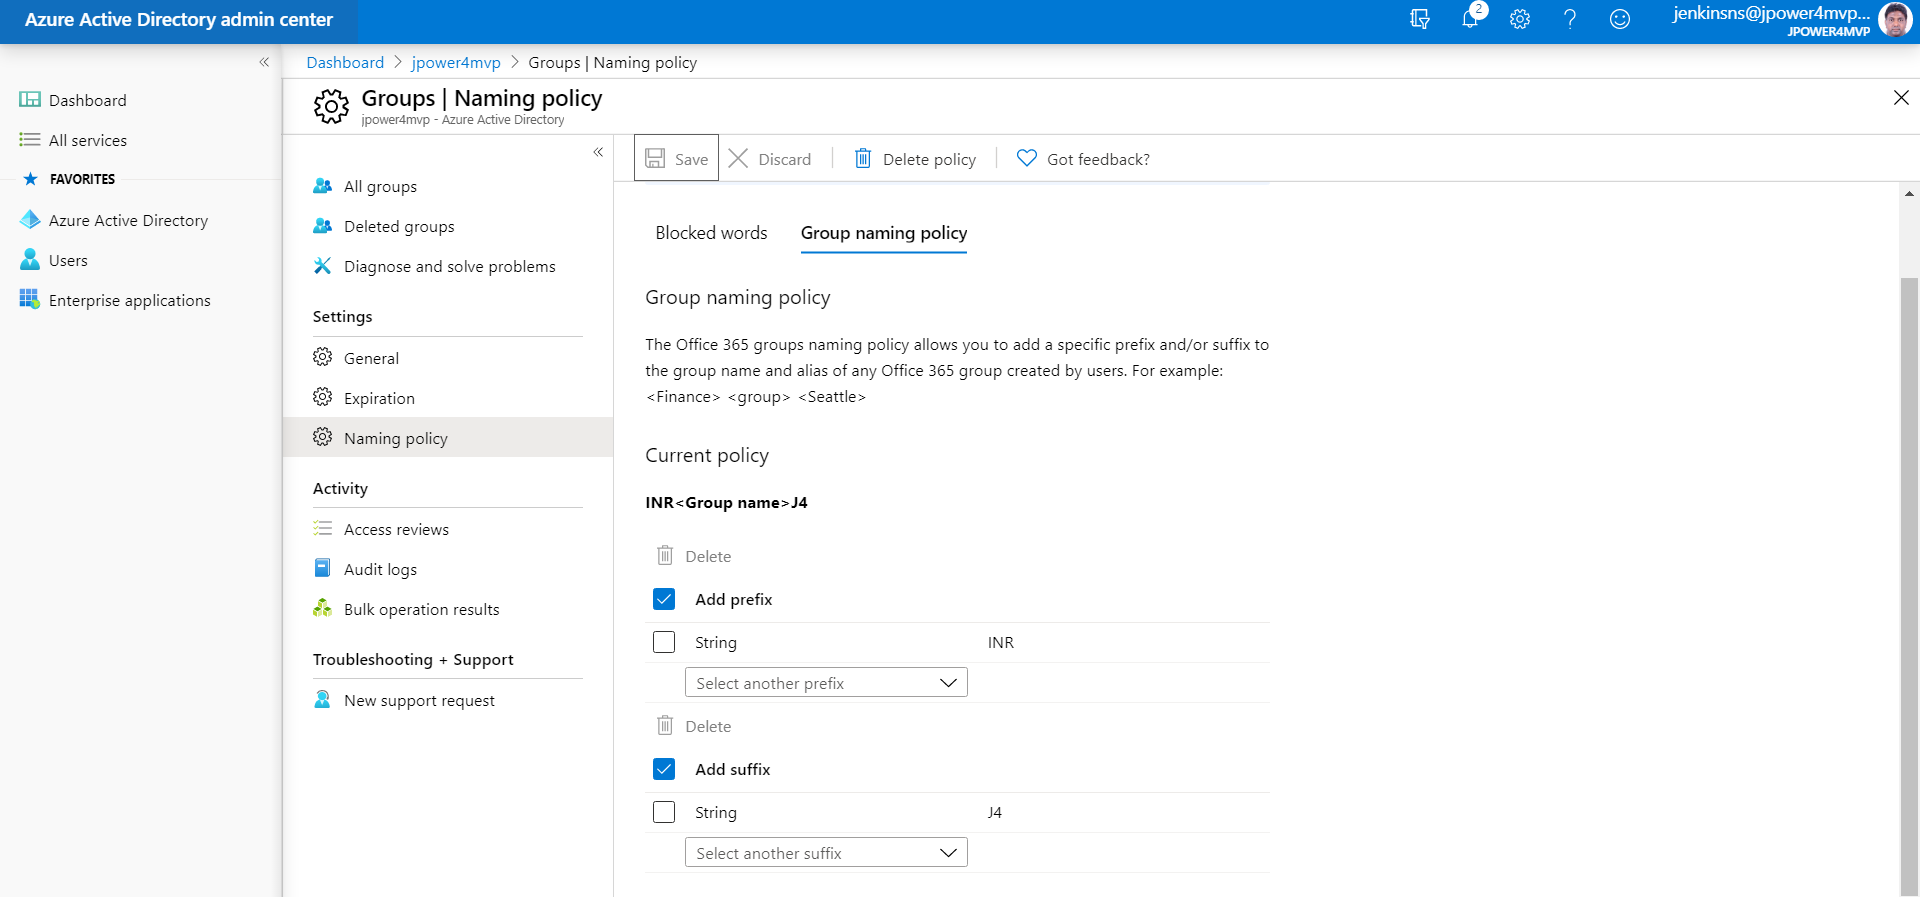 Azure Active Directory admin center
2
jenkinsns@jpower4mvp...
JPOWER4MVP
«
Dashboard
All services
FAVORITES
Azure Active Directory
Users
Enterprise applications
Dashboard > jpower4mvp > Groups | Naming policy
Groups | Naming policy
jpower4mvp - Azure Active Directory
«
All groups
Deleted groups
Diagnose and solve problems
Settings
General
Expiration
Naming policy
Activity
Access reviews
Audit logs
Bulk operation results
Troubleshooting + Support
New support request
Save Discard Delete policy Got feedback?
Blocked words Group naming policy
Group naming policy
The Office 365 groups naming policy allows you to add a specific prefix and/or suffix to
the group name and alias of any Office 365 group created by users. For example:
<Finance> <group> <Seattle>
Current policy
INR<Group name>J4
Delete
Add prefix
String INR
Select another prefix
Delete
Add suffix
String J4
Select another suffix